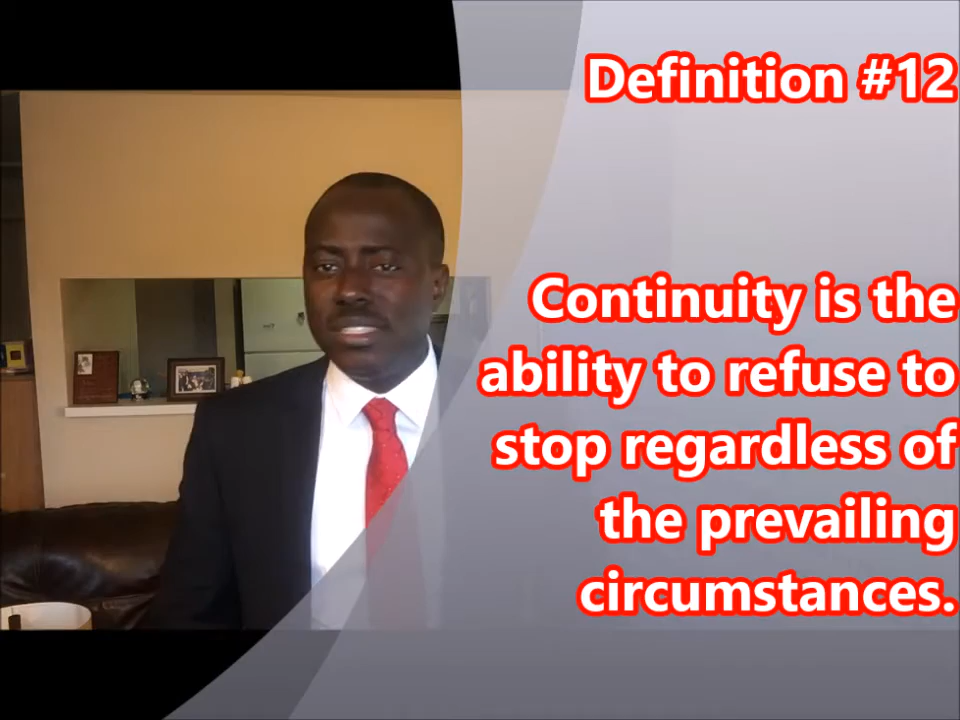 Definition #12
Continuity is the
ability to refuse to
stop regardless of
the prevailing
circumstances.